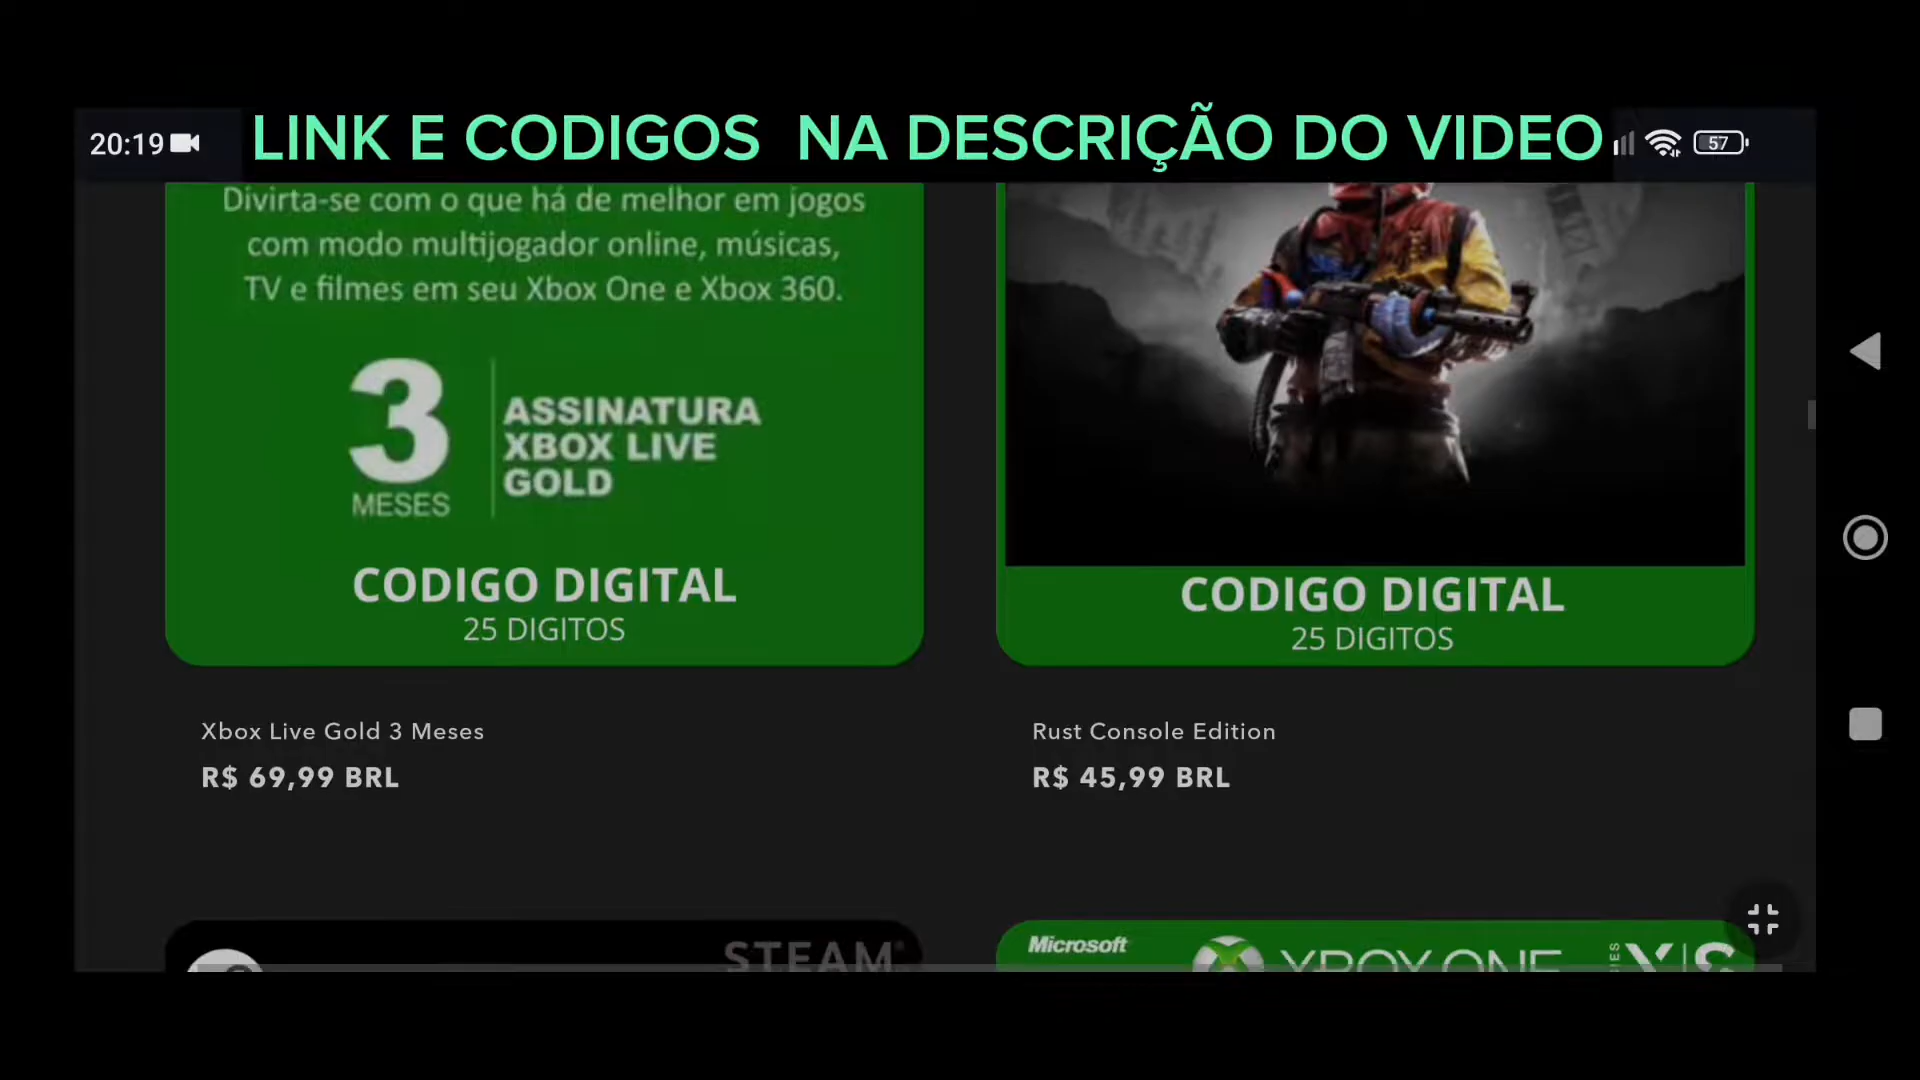 20:19
LINK E CODIGOS NA DESCRIÇÃO DO VIDEO
57
Divirta-se com o que há de melhor em jogos
com modo multijogador online, músicas,
TV e filmes em seu Xbox One e Xbox 360.
3
MESES
ASSINATURA
XBOX LIVE
GOLD
CODIGO DIGITAL
25 DIGITOS
CODIGO DIGITAL
25 DIGITOS
Xbox Live Gold 3 Meses
R$ 69,99 BRL
Rust Console Edition
R$ 45,99 BRL
STEAM
Microsoft
XBOX ONE
X|S